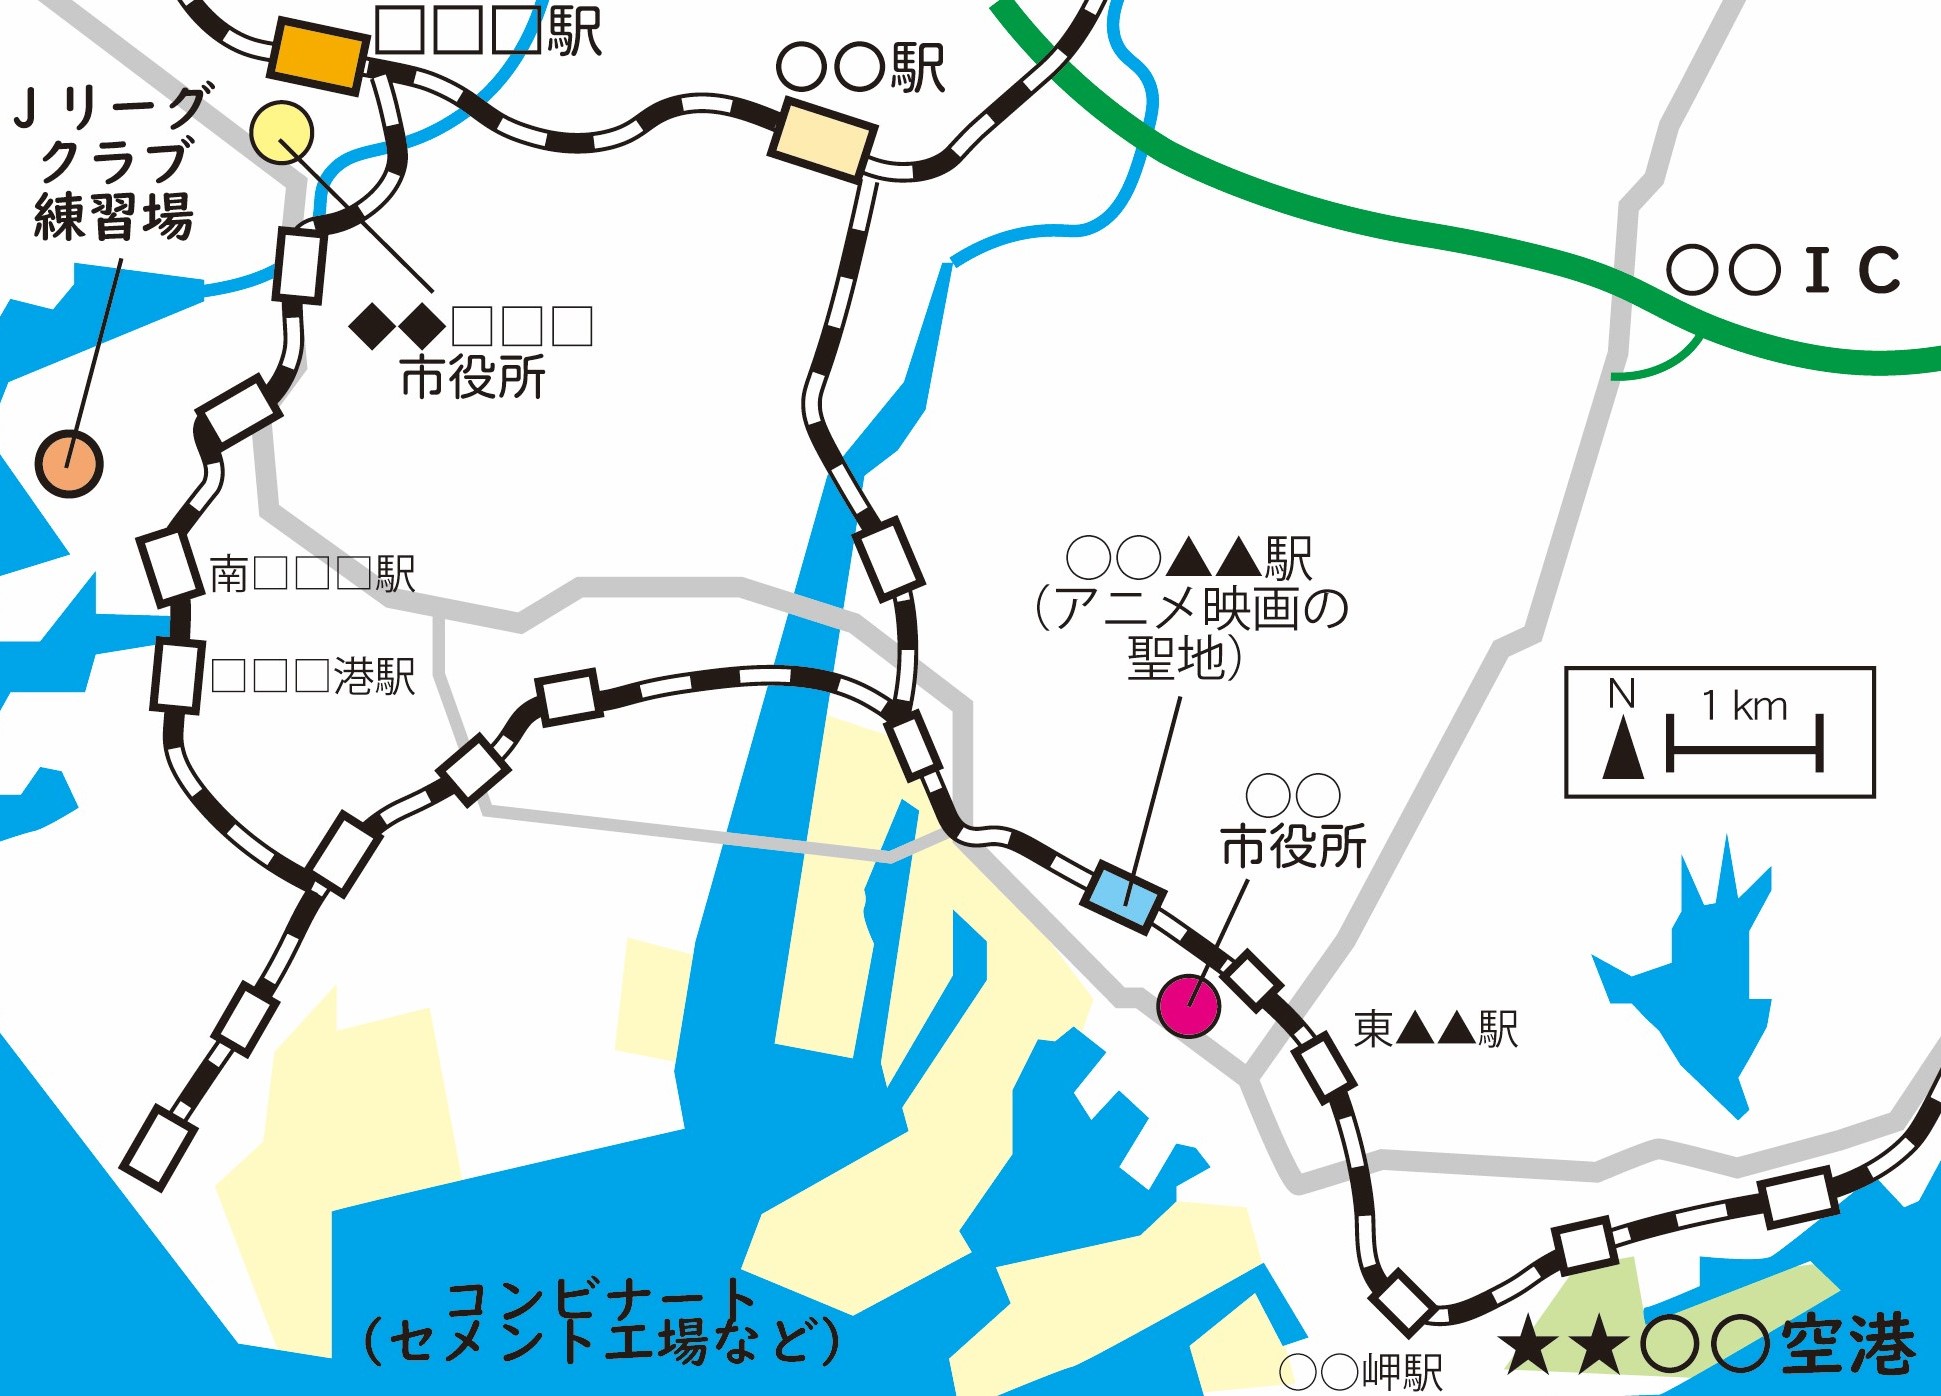 □□□駅
○○駅
Jリーグ
クラブ
練習場
○○IC
◆◆□□□
市役所
○○▲▲駅
(アニメ映画の
聖地)
南□□□駅
□□□港駅
N
1 km
○○
市役所
東▲▲駅
コンビナート
(セメント工場など)
★★○○空港
○○岬駅